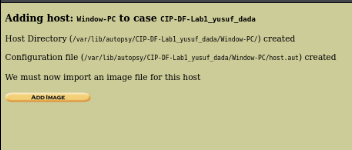 Adding host: Window-PC to case CIP-DF-Lab1_yusuf_dada
Host Directory (/var/lib/autopsy/CIP-DF-Lab1_yusuf_dada/Window-PC/) created
Configuration file (/var/lib/autopsy/CIP-DF-Lab1_yusuf_dada/Window-PC/host.aut) created
We must now import an image file for this host
ADD IMAGE